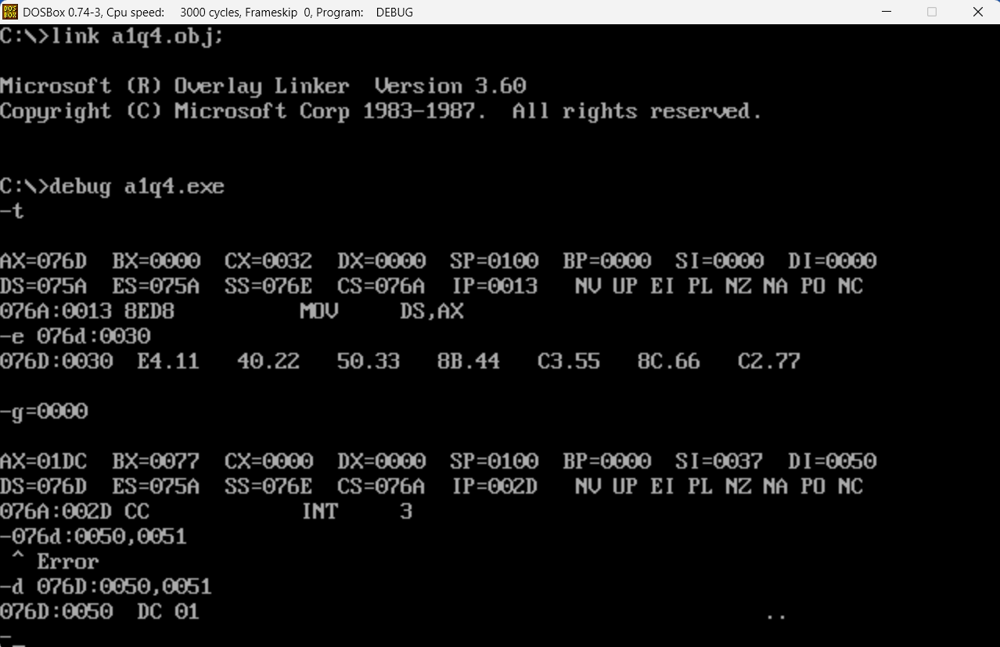 DOSBox 0.74-3, Cpu speed: 3000 cycles, Frameskip 0, Program: DEBUG
C:\>link a1q4.obj;
Microsoft (R) Overlay Linker Version 3.60
Copyright (C) Microsoft Corp 1983-1987. All rights reserved.
C:\>debug a1q4.exe
-t
AX=076D BX=0000 CX=0032 DX=0000 SP=0100 BP=0000 SI=0000 DI=0000
DS=075A ES=075A SS=076E CS=076A IP=0013 NV UP EI PL NZ NA PO NC
076A:0013 8ED8 MOV DS,AX
-e 076d:0030
076D:0030 E4.11 40.22 50.33 8B.44 C3.55 8C.66 C2.77
-g=0000
AX=01DC BX=0077 CX=0000 DX=0000 SP=0100 BP=0000 SI=0037 DI=0050
DS=076D ES=075A SS=076E CS=076A IP=002D NV UP EI PL NZ NA PO NC
076A:002D CC INT 3
-076d:0050,0051
^ Error
-d 076D:0050,0051
076D:0050 DC 01 ..
-_